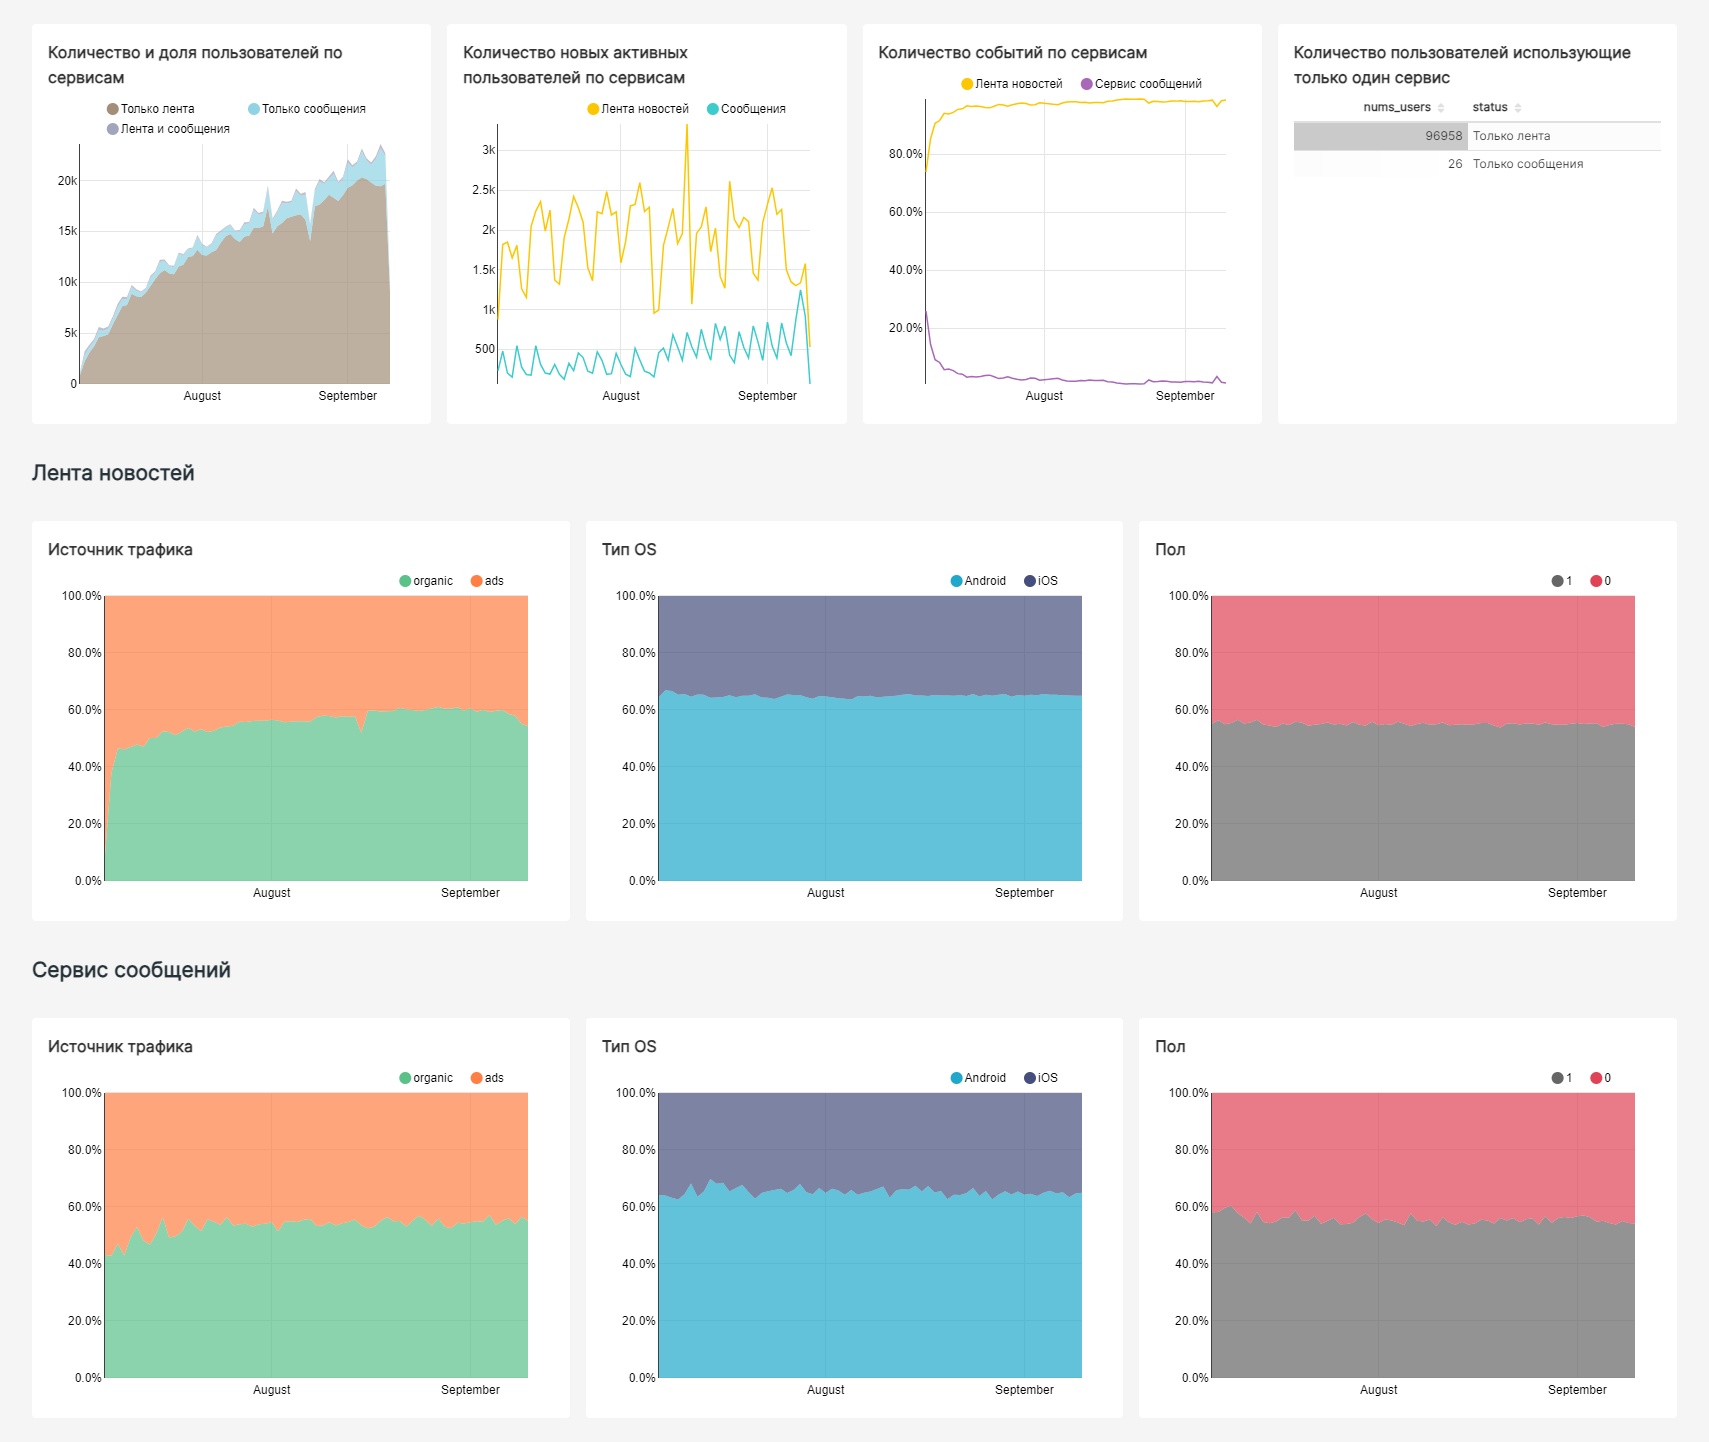 Количество и доля пользователей по
сервисам
Только лента
Только сообщения
Лента и сообщения
20k
15k
10k
5k
0
August
September
Количество новых активных
пользователей по сервисам
Лента новостей
Сообщения
3k
2.5k
2k
1.5k
1k
500
August
September
Количество событий по сервисам
Лента новостей
Сервис сообщений
80.0%
60.0%
40.0%
20.0%
August
September
Количество пользователей использующие
только один сервис
nums_users status
96958 Только лента
26 Только сообщения
Лента новостей
Источник трафика
organic
ads
100.0%
80.0%
60.0%
40.0%
20.0%
0.0%
August
September
Тип OS
Android
iOS
100.0%
80.0%
60.0%
40.0%
20.0%
0.0%
August
September
Пол
1
0
100.0%
80.0%
60.0%
40.0%
20.0%
0.0%
August
September
Сервис сообщений
Источник трафика
organic
ads
100.0%
80.0%
60.0%
40.0%
20.0%
0.0%
August
September
Тип OS
Android
iOS
100.0%
80.0%
60.0%
40.0%
20.0%
0.0%
August
September
Пол
1
0
100.0%
80.0%
60.0%
40.0%
20.0%
0.0%
August
September